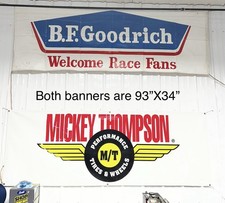 B.F.Goodrich
Welcome Race Fans
Both banners are 93"X34"
MICKEY THOMPSON®
PERFORMANCE
M/T
TIRES & WHEELS